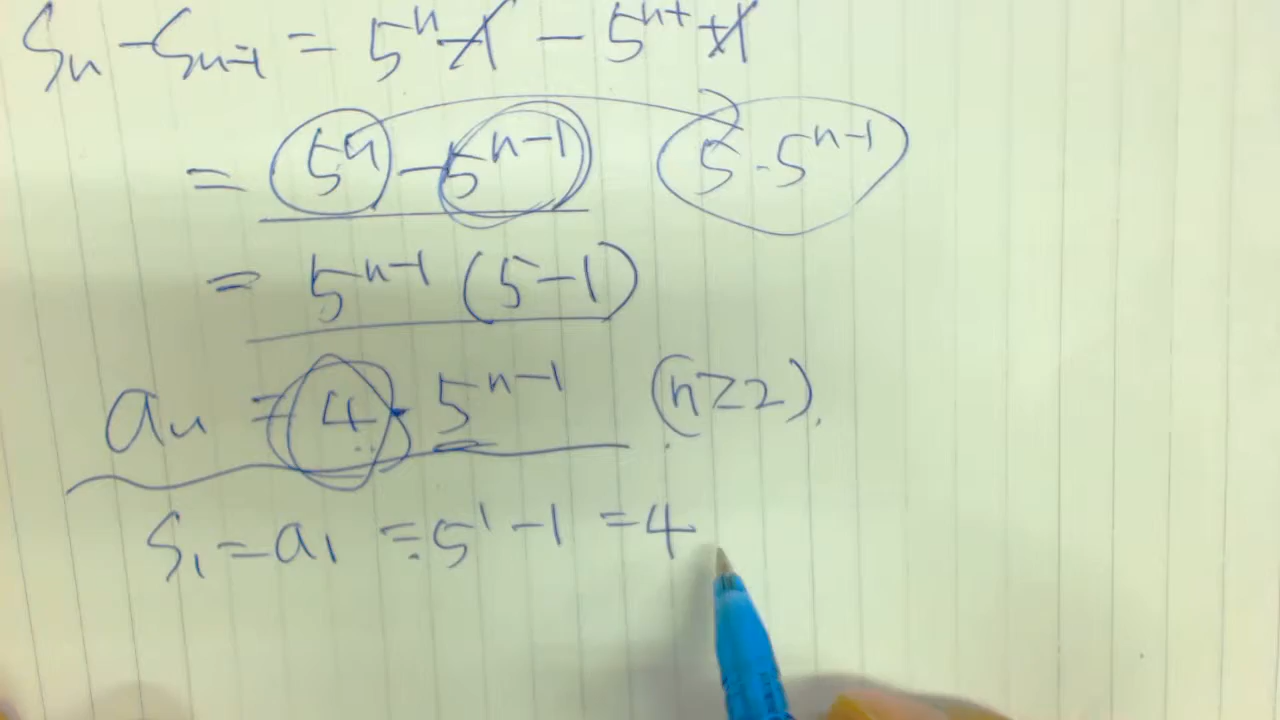 Sn - Sn-1 = 5^n - 1 - 5^n+ + 1
= 5^n - 5^n-1   5 · 5^n-1
= 5^n-1 (5-1)
an = 4 · 5^n-1   (n≥2).
S1 = a1 = 5^1 - 1 = 4